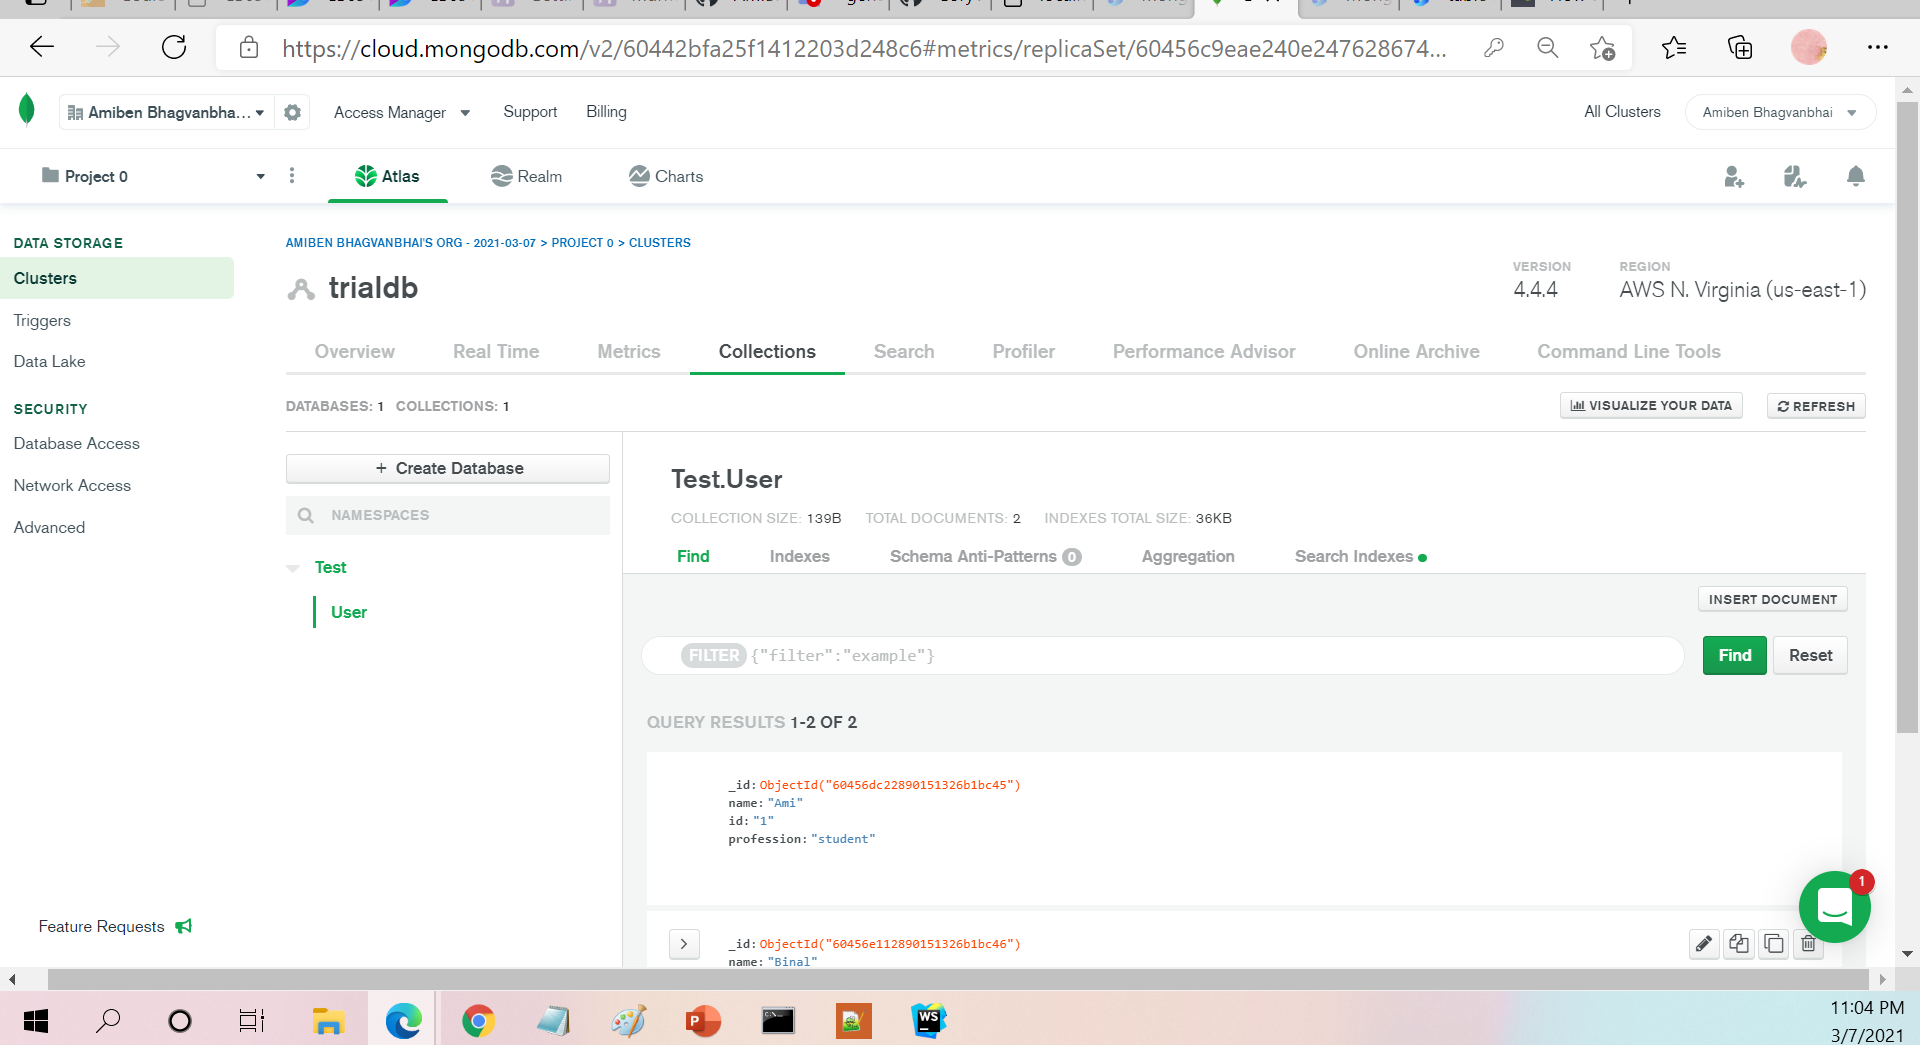 https://cloud.mongodb.com/v2/60442bfa25f1412203d248c6#metrics/replicaSet/60456c9eae240e247628674...
Amiben Bhagvanbha...
Access Manager
Support
Billing
All Clusters
Amiben Bhagvanbhai
Project 0
Atlas
Realm
Charts
DATA STORAGE
Clusters
Triggers
Data Lake
SECURITY
Database Access
Network Access
Advanced
Feature Requests
AMIBEN BHAGVANBHAI'S ORG - 2021-03-07 > PROJECT 0 > CLUSTERS
trialdb
VERSION
4.4.4
REGION
AWS N. Virginia (us-east-1)
Overview
Real Time
Metrics
Collections
Search
Profiler
Performance Advisor
Online Archive
Command Line Tools
DATABASES: 1 COLLECTIONS: 1
VISUALIZE YOUR DATA
REFRESH
+ Create Database
NAMESPACES
Test
User
Test.User
COLLECTION SIZE: 139B TOTAL DOCUMENTS: 2 INDEXES TOTAL SIZE: 36KB
Find
Indexes
Schema Anti-Patterns 0
Aggregation
Search Indexes
INSERT DOCUMENT
FILTER {"filter":"example"}
Find
Reset
QUERY RESULTS 1-2 OF 2
_id: ObjectId("60456dc22890151326b1bc45")
name: "Ami"
id: "1"
profession: "student"
_id: ObjectId("60456e112890151326b1bc46")
name: "Binal"
1
P
C:\_
WS
11:04 PM
3/7/2021